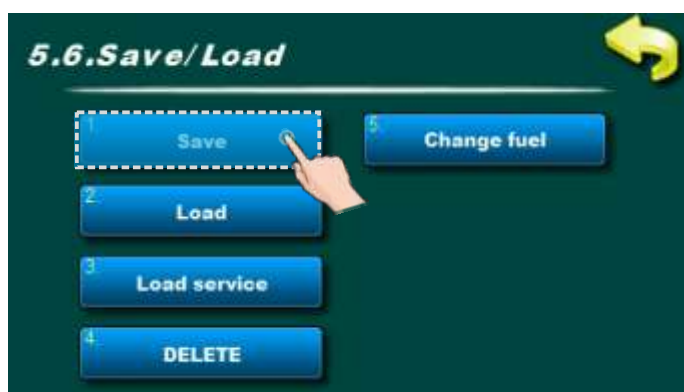 5.6.Save/Load
1. Save
2. Load
3. Load service
4. DELETE
5. Change fuel